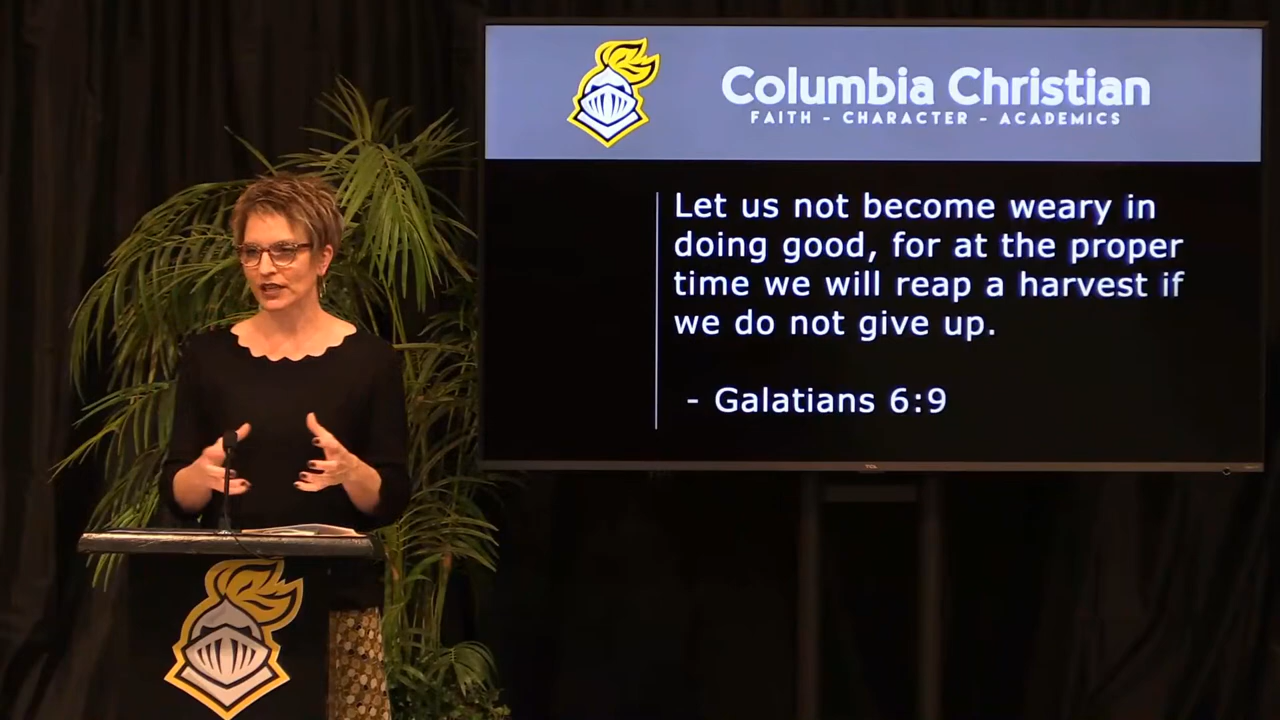 Columbia Christian
FAITH - CHARACTER - ACADEMICS
Let us not become weary in
doing good, for at the proper
time we will reap a harvest if
we do not give up.
- Galatians 6:9
TCL